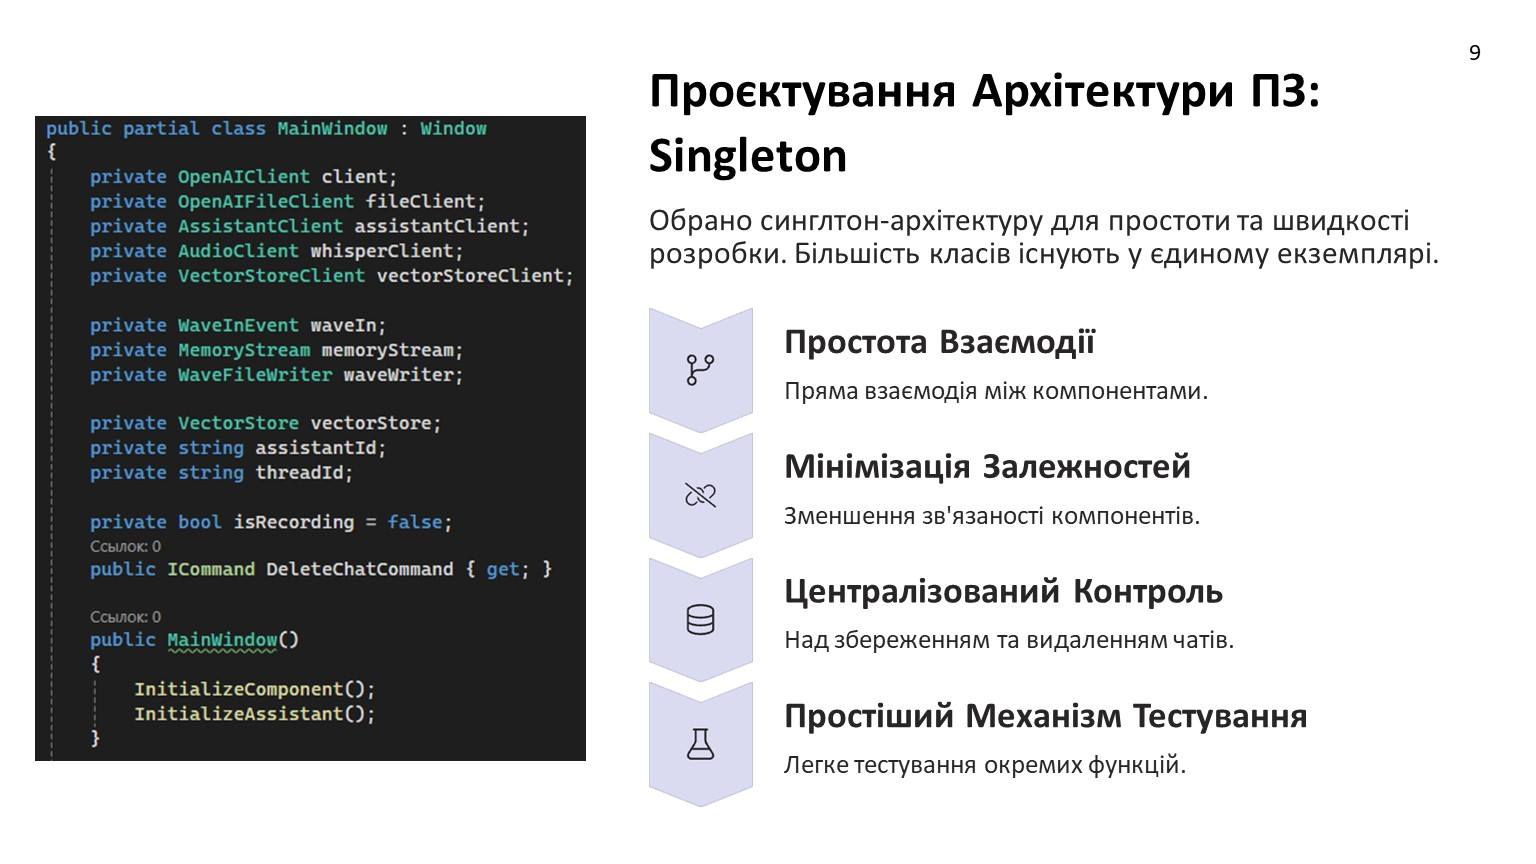 9
public partial class MainWindow : Window
{
private OpenAIClient client;
private OpenAIFileClient fileClient;
private AssistantClient assistantClient;
private AudioClient whisperClient;
private VectorStoreClient vectorStoreClient;
private WaveInEvent waveIn;
private MemoryStream memoryStream;
private WaveFileWriter waveWriter;
private VectorStore vectorStore;
private string assistantId;
private string threadId;
private bool isRecording = false;
Ссылок: 0
public ICommand DeleteChatCommand { get; }
Ссылок: 0
public MainWindow()
{
InitializeComponent();
InitializeAssistant();
}
Проєктування Архітектури ПЗ:
Singleton
Обрано синглтон-архітектуру для простоти та швидкості
розробки. Більшість класів існують у єдиному екземплярі.
Простота Взаємодії
Пряма взаємодія між компонентами.
Мінімізація Залежностей
Зменшення зв'язаності компонентів.
Централізований Контроль
Над збереженням та видаленням чатів.
Простіший Механізм Тестування
Легке тестування окремих функцій.